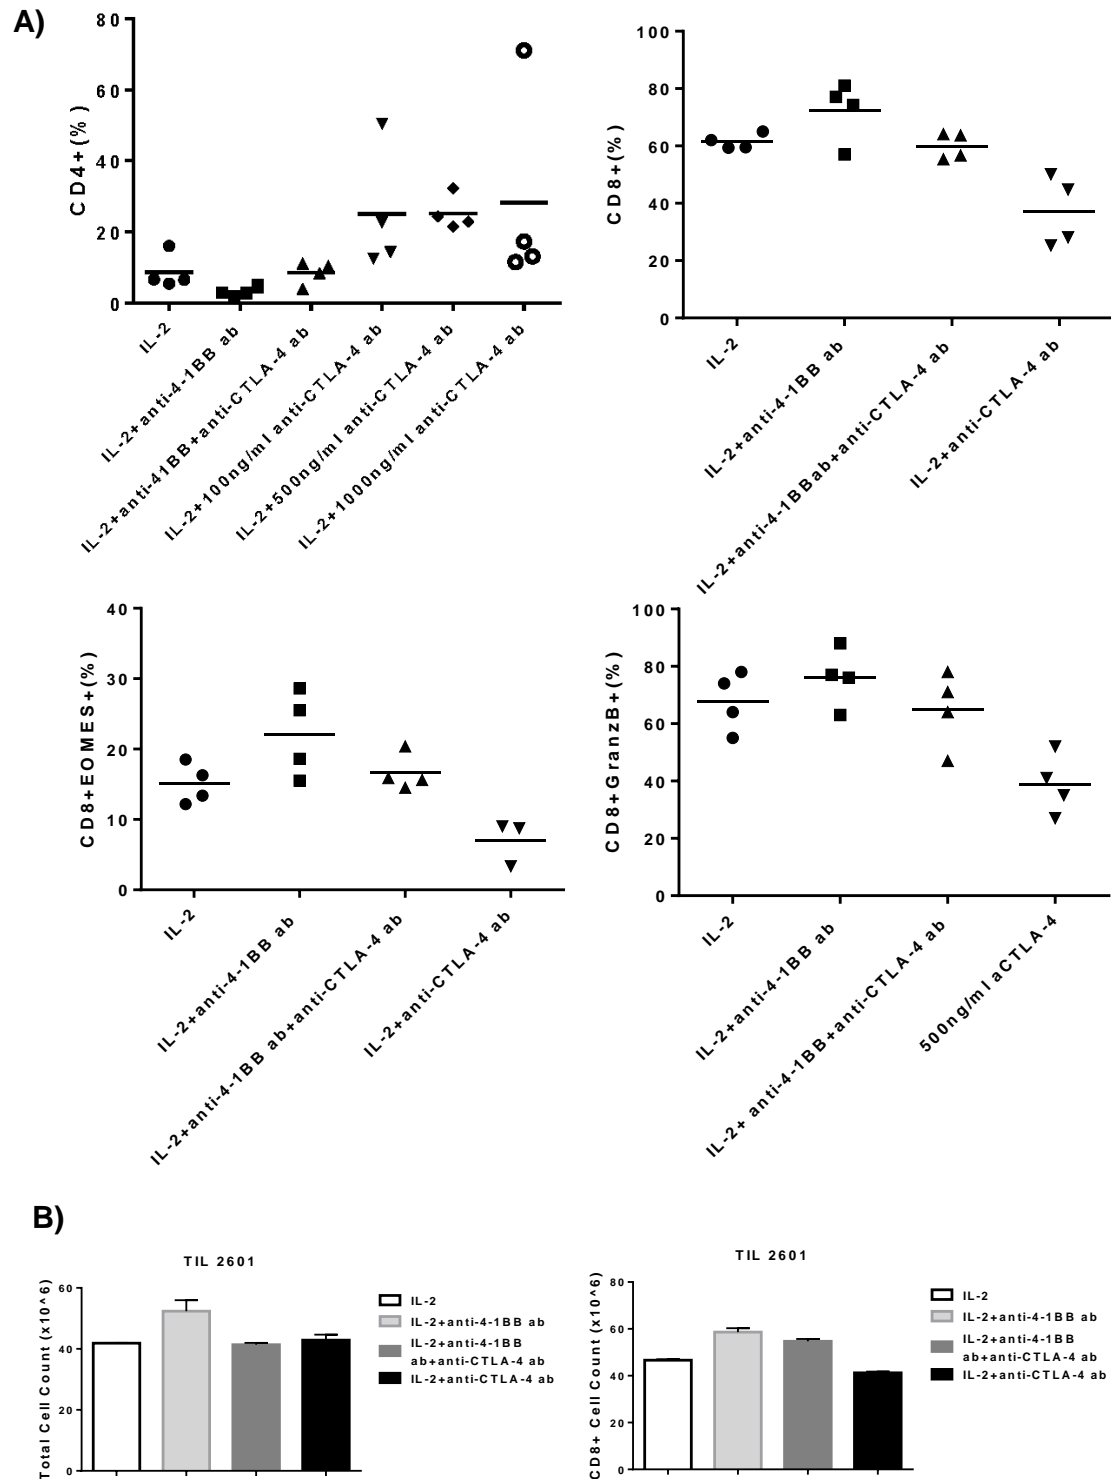 A)
CD4+(%)
80
60
40
20
0
IL-2
IL-2+anti-4-1BB ab
IL-2+anti-41BB+anti-CTLA-4 ab
IL-2+100ng/ml anti-CTLA-4 ab
IL-2+500ng/ml anti-CTLA-4 ab
IL-2+1000ng/ml anti-CTLA-4 ab
CD8+(%)
100
80
60
40
20
0
IL-2
IL-2+anti-4-1BB ab
IL-2+anti-4-1BBab+anti-CTLA-4 ab
IL-2+anti-CTLA-4 ab
CD8+EOMES+(%)
40
30
20
10
0
IL-2
IL-2+anti-4-1BB ab
IL-2+anti-4-1BB ab+anti-CTLA-4 ab
IL-2+anti-CTLA-4 ab
CD8+GranzB+(%)
100
80
60
40
20
0
IL-2
IL-2+anti-4-1BB ab
IL-2+ anti-4-1BB+anti-CTLA-4 ab
500ng/ml aCTLA-4
B)
TIL 2601
Total Cell Count (x10^6)
60
40
20
0
IL-2
IL-2+anti-4-1BB ab
IL-2+anti-4-1BB
ab+anti-CTLA-4 ab
IL-2+anti-CTLA-4 ab
TIL 2601
CD8+ Cell Count (x10^6)
80
60
40
20
0
IL-2
IL-2+anti-4-1BB ab
IL-2+anti-4-1BB
ab+anti-CTLA-4 ab
IL-2+anti-CTLA-4 ab